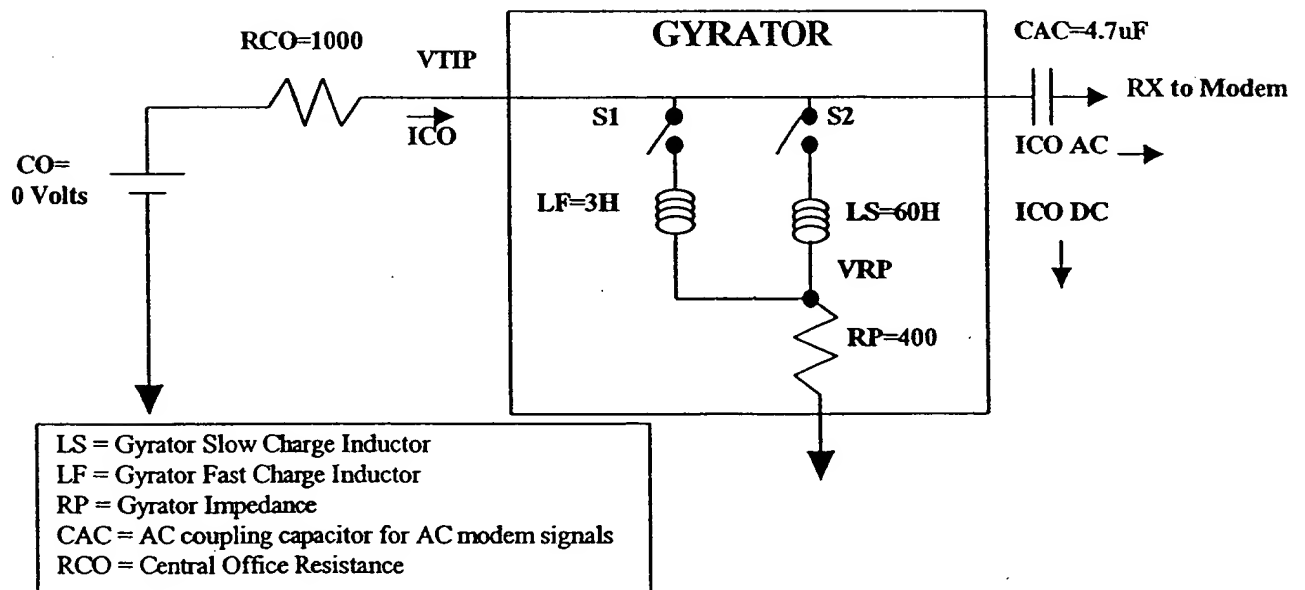 GYRATOR
RCO=1000
CAC=4.7uF
VTIP
RX to Modem
S1
S2
ICO
ICO AC
CO=
0 Volts
LF=3H
LS=60H
ICO DC
VRP
RP=400
LS = Gyrator Slow Charge Inductor
LF = Gyrator Fast Charge Inductor
RP = Gyrator Impedance
CAC = AC coupling capacitor for AC modem signals
RCO = Central Office Resistance